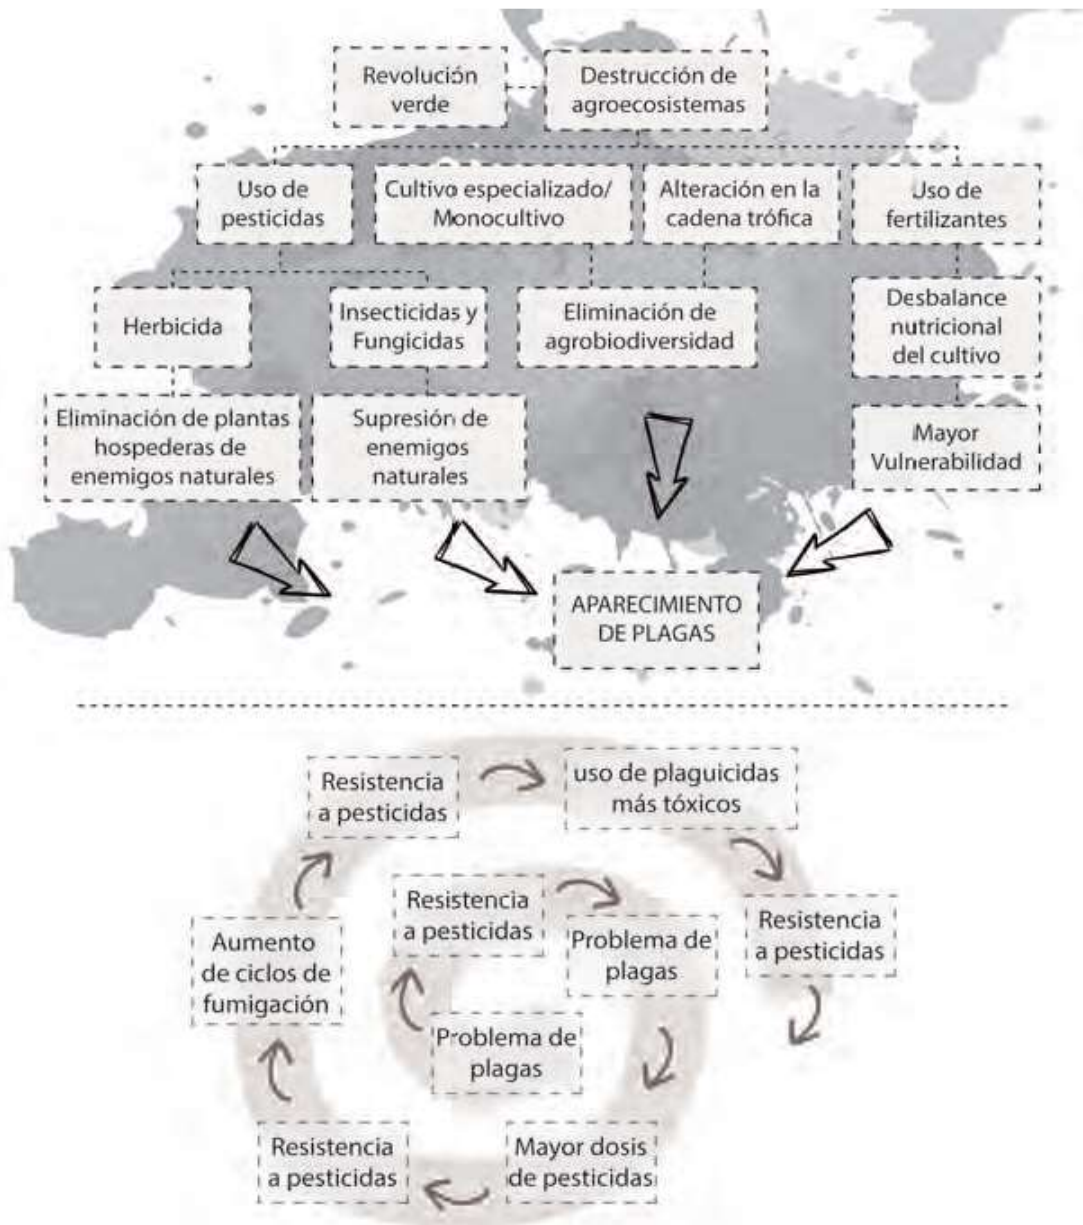 Revolución
verde
Destrucción de
agroecosistemas
Uso de
pesticidas
Cultivo especializado/
Monocultivo
Alteración en la
cadena trófica
Uso de
fertilizantes
Herbicida
Insecticidas y
Fungicidas
Eliminación de
agrobiodiversidad
Desbalance
nutricional
del cultivo
Eliminación de plantas
hospederas de
enemigos naturales
Supresión de
enemigos
naturales
Mayor
Vulnerabilidad
APARECIMIENTO
DE PLAGAS
Resistencia
a pesticidas
uso de plaguicidas
más tóxicos
Resistencia
a pesticidas
Problema de
plagas
Resistencia
a pesticidas
Aumento
de ciclos de
fumigación
Problema de
plagas
Resistencia
a pesticidas
Mayor dosis
de pesticidas